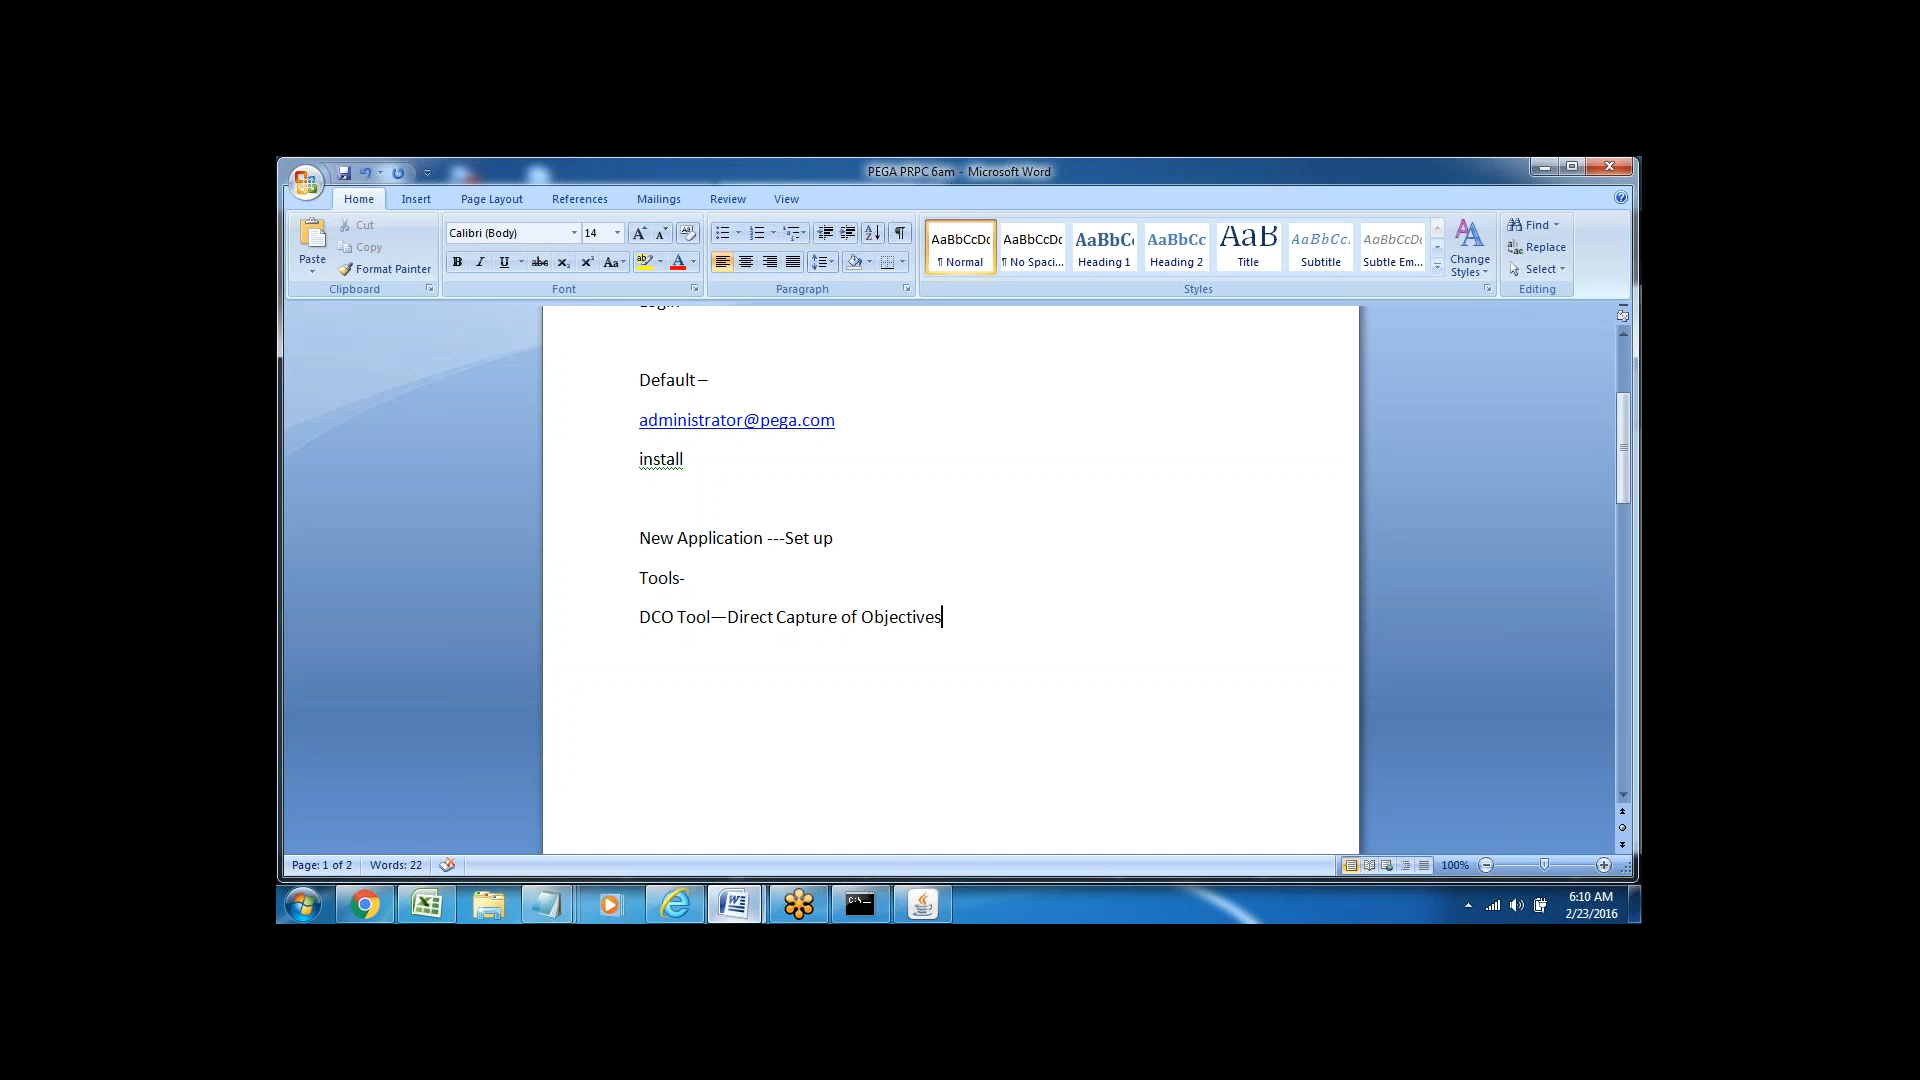 PEGA PRPC 6am - Microsoft Word
Home Insert Page Layout References Mailings Review View
Paste
Cut
Copy
Format Painter
Clipboard
Calibri (Body) 14
Font
Paragraph
AaBbCcDc AaBbCcDc AaBbC AaBbCc AaB AaBbCc. AaBbCcDc
¶ Normal ¶ No Spaci... Heading 1 Heading 2 Title Subtitle Subtle Em...
Change Styles
Styles
Find
Replace
Select
Editing
Default –
administrator@pega.com
install
New Application ---Set up
Tools-
DCO Tool—Direct Capture of Objectives
Page: 1 of 2 Words: 22 100%
6:10 AM
2/23/2016